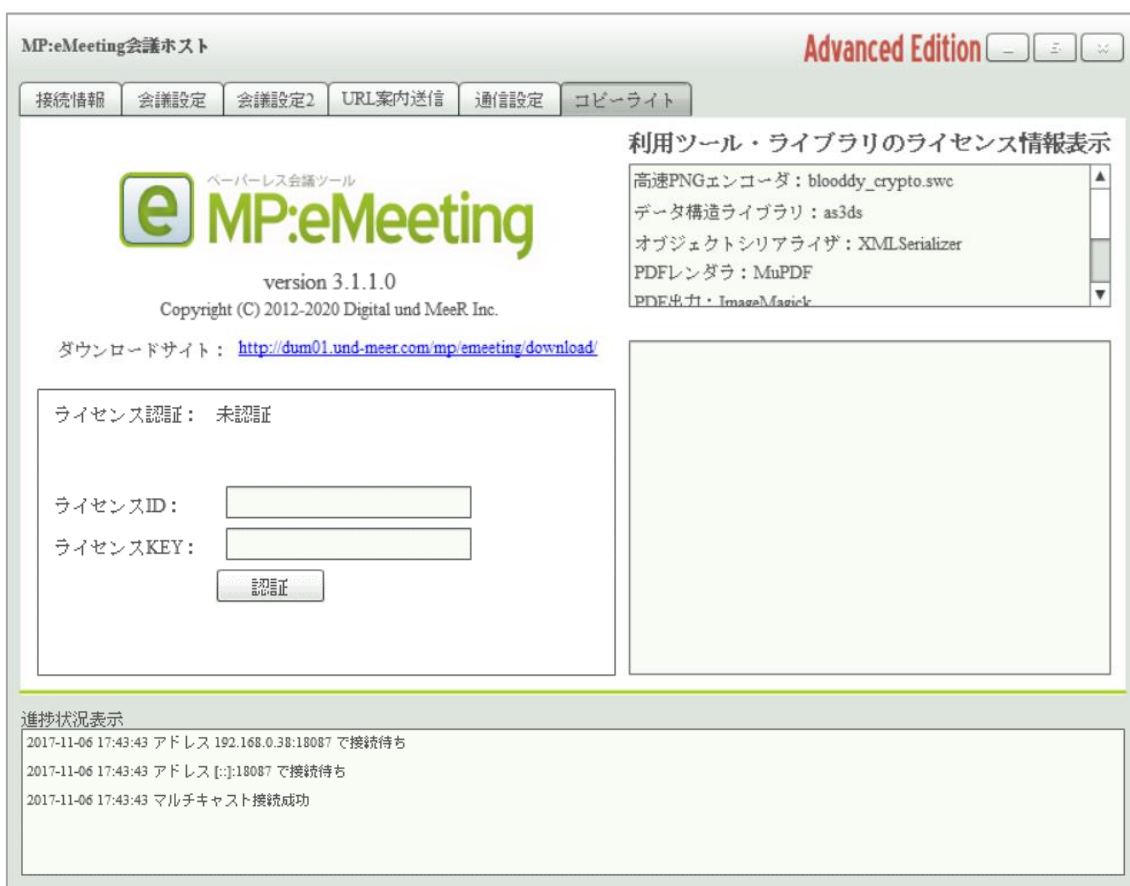 MP:eMeeting会議ホスト
Advanced Edition
接続情報 会議設定 会議設定2 URL案内送信 通信設定 コピーライト
利用ツール・ライブラリのライセンス情報表示
高速PNGエンコーダ：blooddy_crypto.swc
データ構造ライブラリ：as3ds
オブジェクトシリアライザ：XMLSerializer
PDFレンダラ：MuPDF
PDF出力：ImageMagick
ペーパーレス会議ツール
e MP:eMeeting
version 3.1.1.0
Copyright (C) 2012-2020 Digital und MeeR Inc.
ダウンロードサイト： http://dum01.und-meer.com/mp/emeeting/download/
ライセンス認証： 未認証
ライセンスID：
ライセンスKEY：
認証
進捗状況表示
2017-11-06 17:43:43 アドレス 192.168.0.38:18087 で接続待ち
2017-11-06 17:43:43 アドレス [::]:18087 で接続待ち
2017-11-06 17:43:43 マルチキャスト接続成功